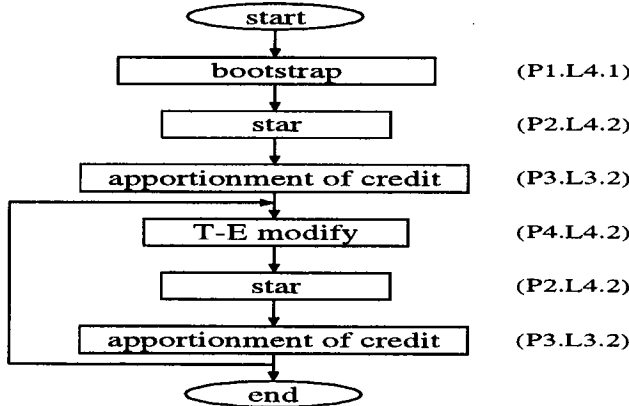 start
bootstrap (P1.L4.1)
star (P2.L4.2)
apportionment of credit (P3.L3.2)
T-E modify (P4.L4.2)
star (P2.L4.2)
apportionment of credit (P3.L3.2)
end